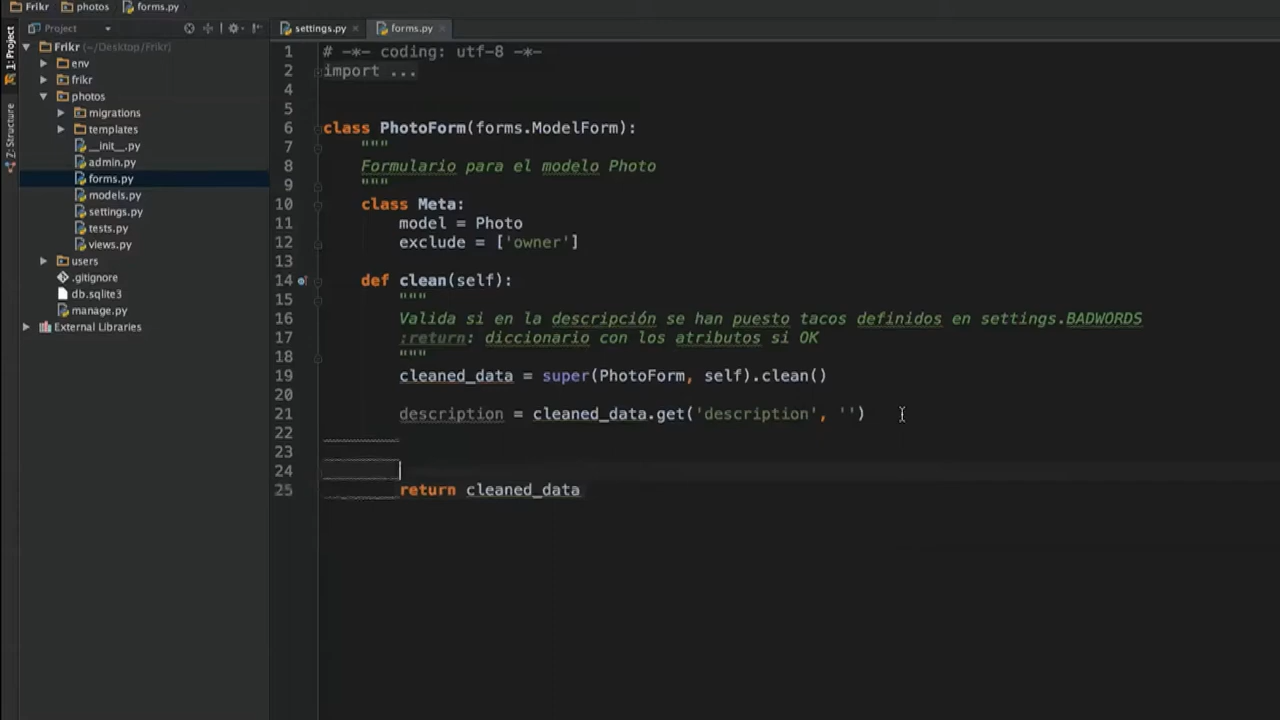 Frikr photos forms.py
Project
settings.py forms.py
1: Project
Z: Structure
Frikr (~/Desktop/Frikr)
env
frikr
photos
migrations
templates
__init__.py
admin.py
forms.py
models.py
settings.py
tests.py
views.py
users
.gitignore
db.sqlite3
manage.py
External Libraries
1 # -*- coding: utf-8 -*-
2 import ...
4
5
6 class PhotoForm(forms.ModelForm):
7 """
8 Formulario para el modelo Photo
9 """
10 class Meta:
11 model = Photo
12 exclude = ['owner']
13
14 def clean(self):
15 """
16 Valida si en la descripción se han puesto tacos definidos en settings.BADWORDS
17 :return: diccionario con los atributos si OK
18 """
19 cleaned_data = super(PhotoForm, self).clean()
20
21 description = cleaned_data.get('description', '')
22
23
24
25 return cleaned_data